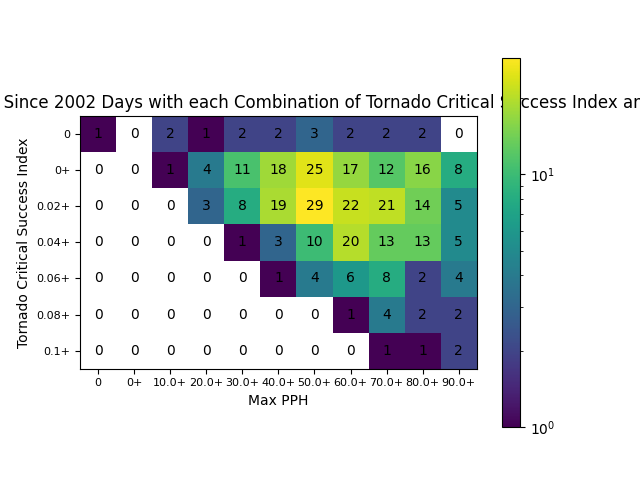 Since 2002 Days with each Combination of Tornado Critical Success Index
Tornado Critical Success Index
0 1 0 2 1 2 2 3 2 2 2 0
0+ 0 0 1 4 11 18 25 17 12 16 8
0.02+ 0 0 0 3 8 19 29 22 21 14 5
0.04+ 0 0 0 0 1 3 10 20 13 13 5
0.06+ 0 0 0 0 0 1 4 6 8 2 4
0.08+ 0 0 0 0 0 0 0 1 4 2 2
0.1+ 0 0 0 0 0 0 0 0 1 1 2
0 0+ 10.0+ 20.0+ 30.0+ 40.0+ 50.0+ 60.0+ 70.0+ 80.0+ 90.0+
Max PPH
10¹
10⁰